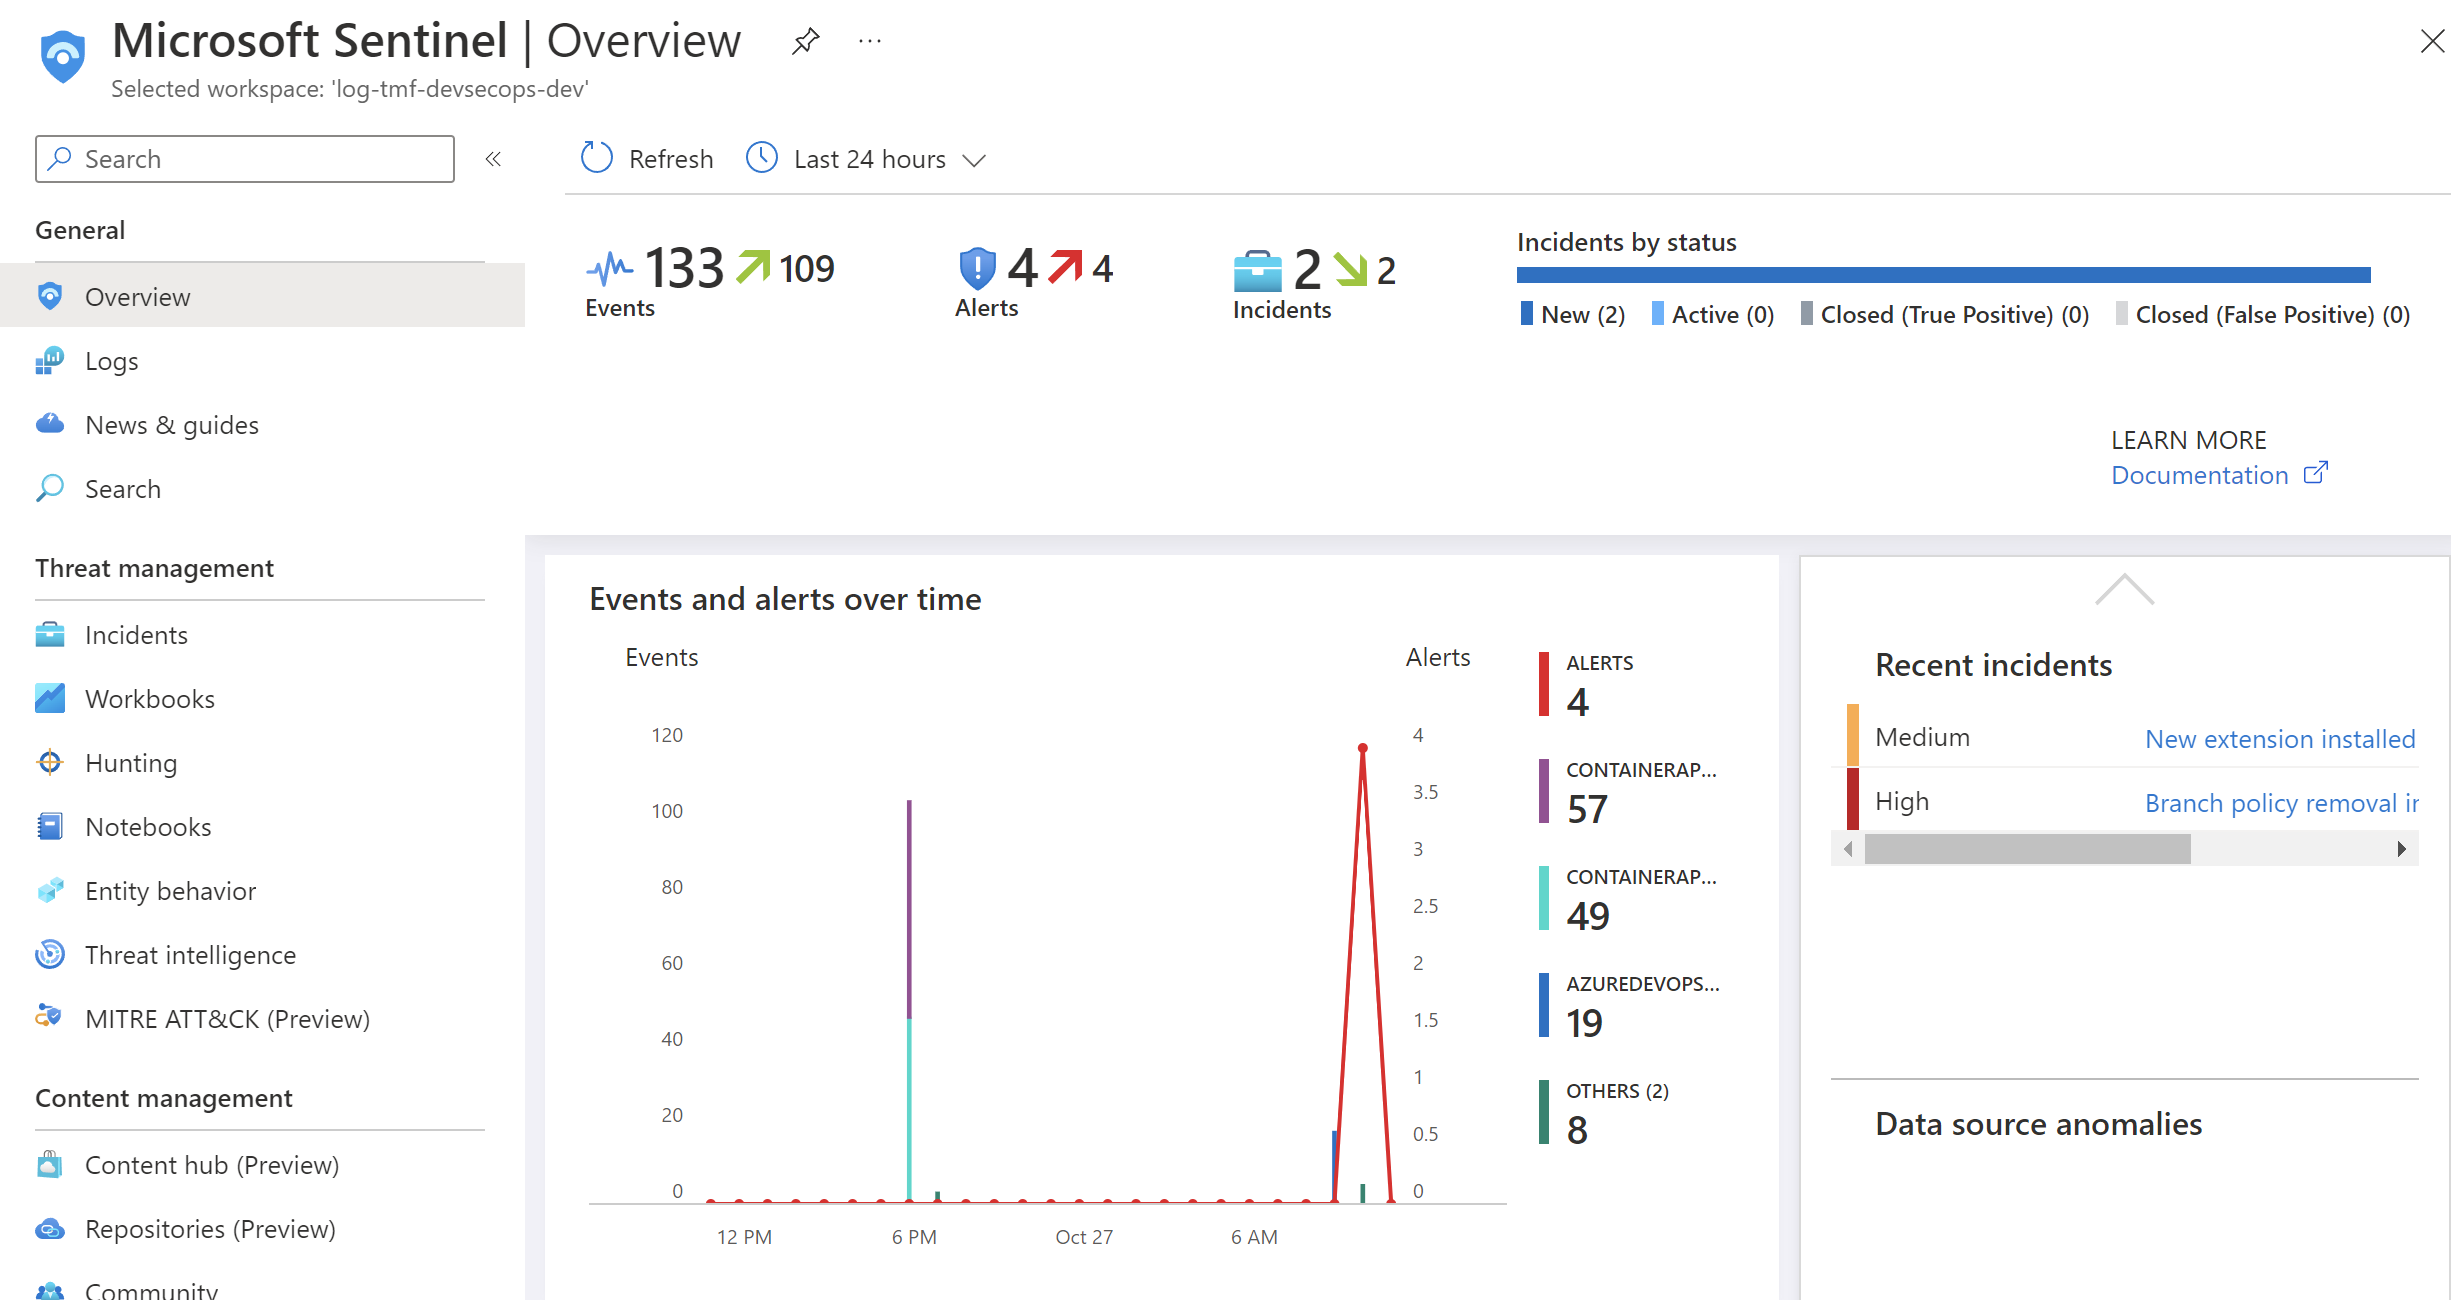 Microsoft Sentinel | Overview
Selected workspace: 'log-tmf-devsecops-dev'
Search
Refresh
Last 24 hours
General
Overview
Logs
News & guides
Search
Threat management
Incidents
Workbooks
Hunting
Notebooks
Entity behavior
Threat intelligence
MITRE ATT&CK (Preview)
Content management
Content hub (Preview)
Repositories (Preview)
Community
133 109
Events
4 4
Alerts
2 2
Incidents
Incidents by status
New (2) Active (0) Closed (True Positive) (0) Closed (False Positive) (0)
LEARN MORE
Documentation
Events and alerts over time
Events
Alerts
120
100
80
60
40
20
0
4
3.5
3
2.5
2
1.5
1
0.5
0
12 PM 6 PM Oct 27 6 AM
ALERTS
4
CONTAINERAP...
57
CONTAINERAP...
49
AZUREDEVOPS...
19
OTHERS (2)
8
Recent incidents
Medium New extension installed
High Branch policy removal in
Data source anomalies